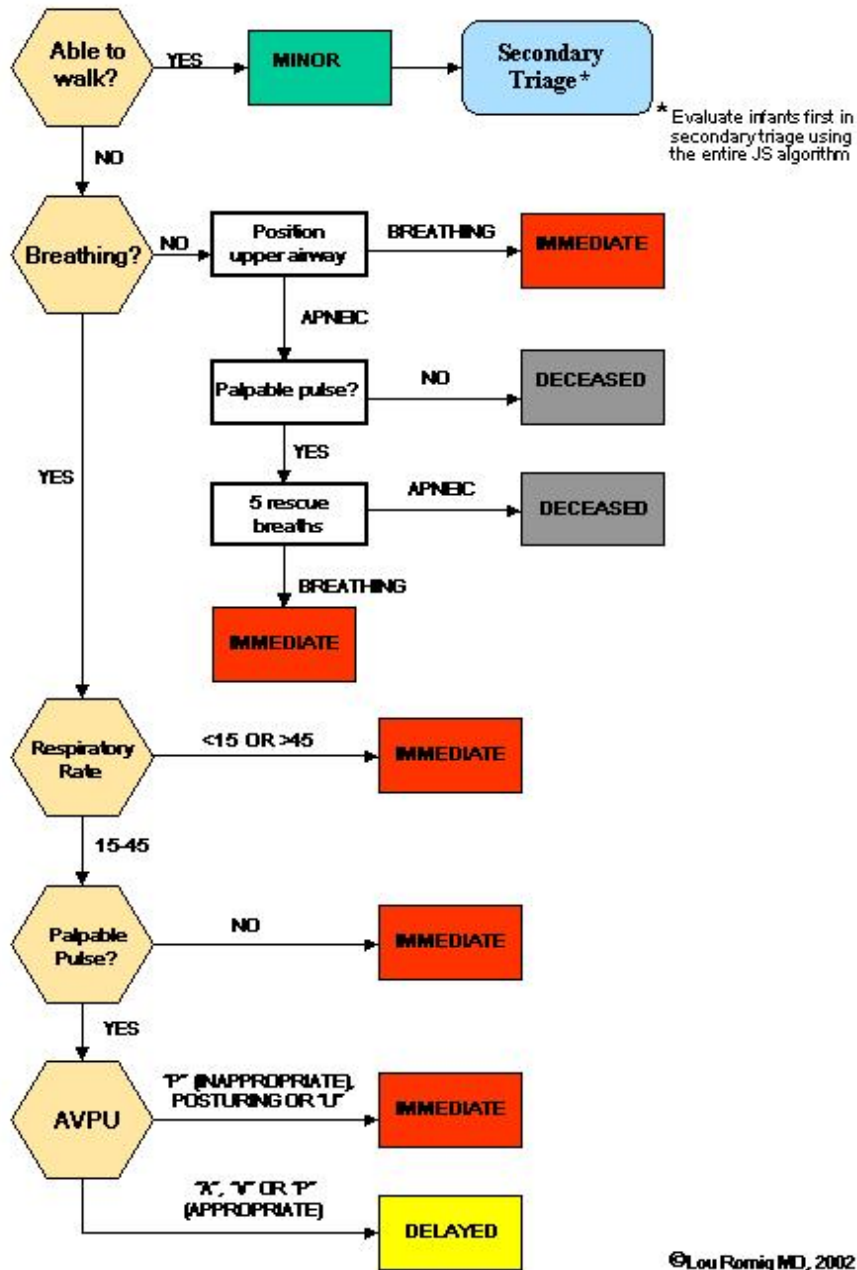 Able to
walk?
YES
MINOR
Secondary
Triage*
* Evaluate infants first in
secondary triage using
the entire JS algorithm
NO
Breathing?
NO
Position
upper airway
BREATHING
IMMEDIATE
APNEIC
Palpable pulse?
NO
DECEASED
YES
5 rescue
breaths
APNEIC
DECEASED
BREATHING
IMMEDIATE
YES
Respiratory
Rate
<15 OR >45
IMMEDIATE
15-45
Palpable
Pulse?
NO
IMMEDIATE
YES
AVPU
"P" (INAPPROPRIATE),
POSTURING OR "U"
IMMEDIATE
"A", "V" OR "P"
(APPROPRIATE)
DELAYED
©Lou Romig MD, 2002